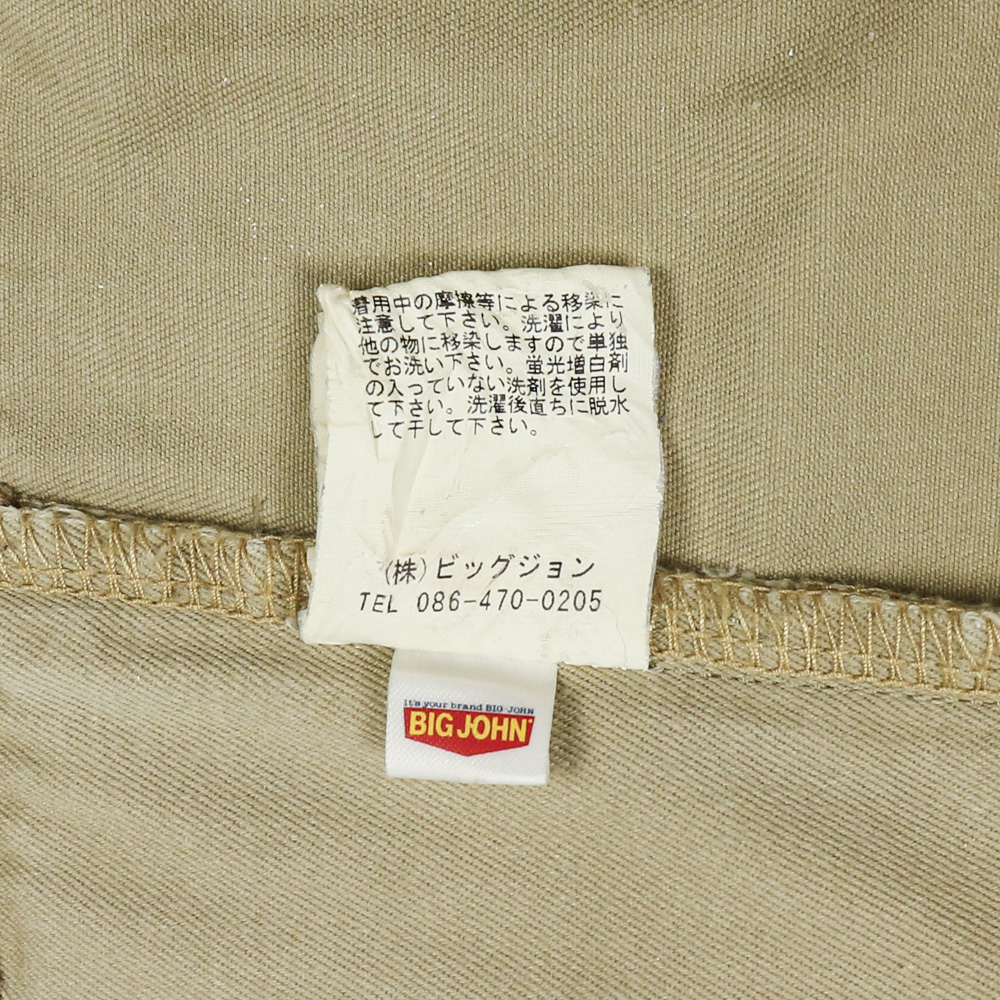 着用中の摩擦等による移染に
注意して下さい。洗濯により
他の物に移染しますので単独
でお洗い下さい。蛍光増白剤
の入っていない洗剤を使用し
て下さい。洗濯後直ちに脱水
して干して下さい。
(株)ビッグジョン
TEL 086-470-0205
It's your brand BIG JOHN
BIG JOHN